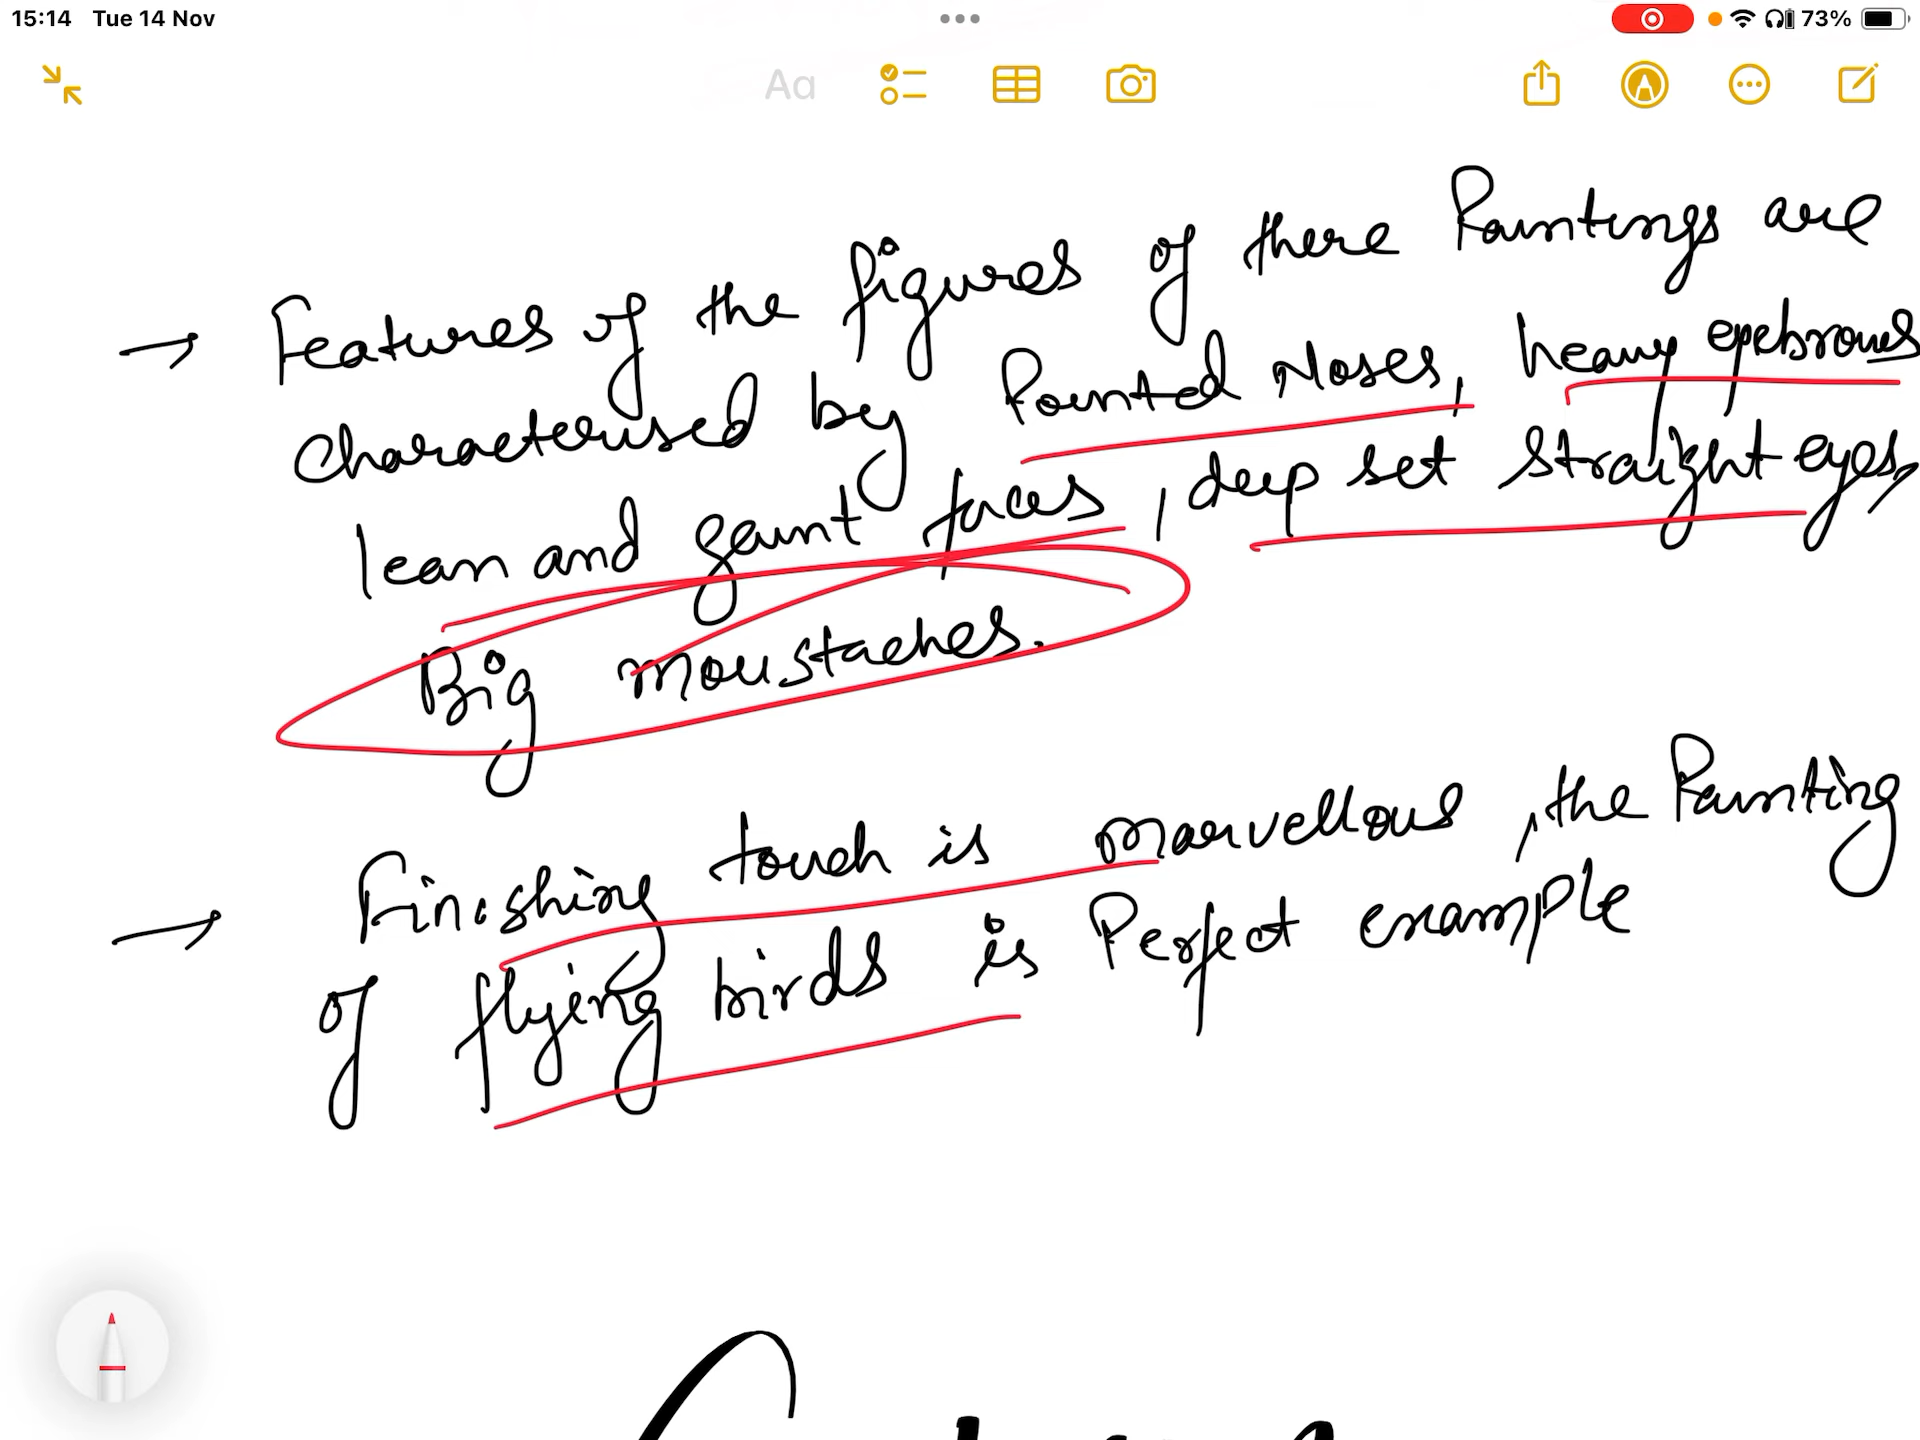 15:14 Tue 14 Nov
73%
Aa
→ Features of the figures of there Paintings are
characterised by Pointed Noses, heavy eyebrows
lean and gaunt faces, deep set straight eyes,
Big moustaches.
→ Finishing touch is marvellous, the Painting
of flying birds is Perfect example